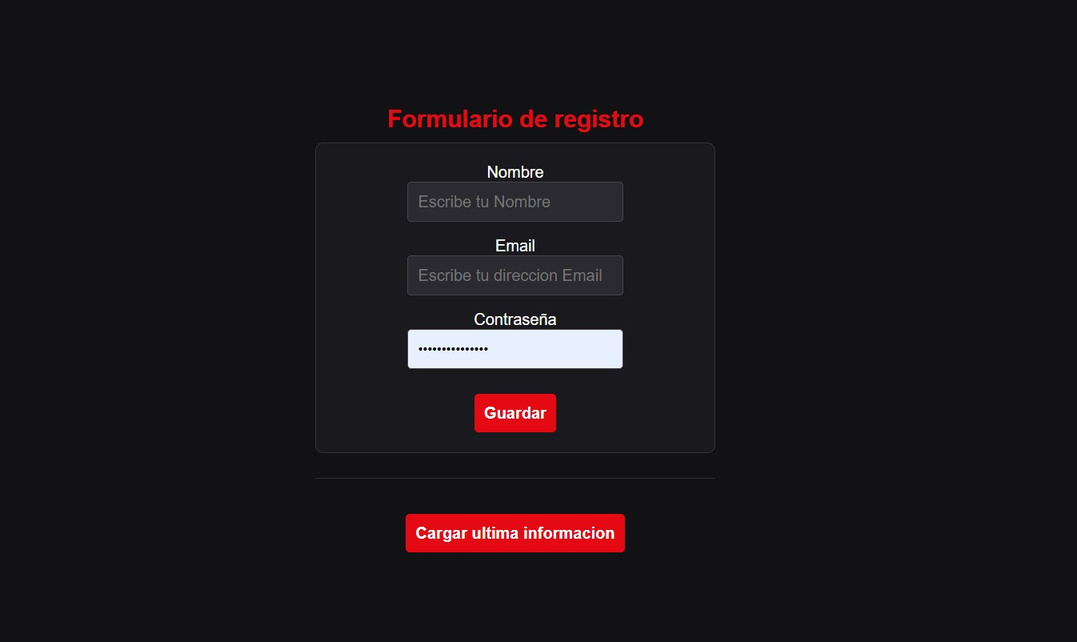 Formulario de registro
Nombre
Escribe tu Nombre
Email
Escribe tu direccion Email
Contraseña
•••••••••••••••
Guardar
Cargar ultima informacion